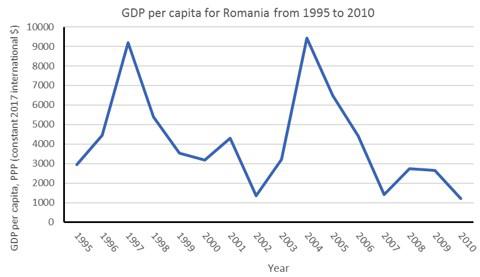 GDP per capita for Romania from 1995 to 2010
GDP per capita, PPP (constant 2017 international $)
10000
9000
8000
7000
6000
5000
4000
3000
2000
1000
0
1995 1996 1997 1998 1999 2000 2001 2002 2003 2004 2005 2006 2007 2008 2009 2010
Year